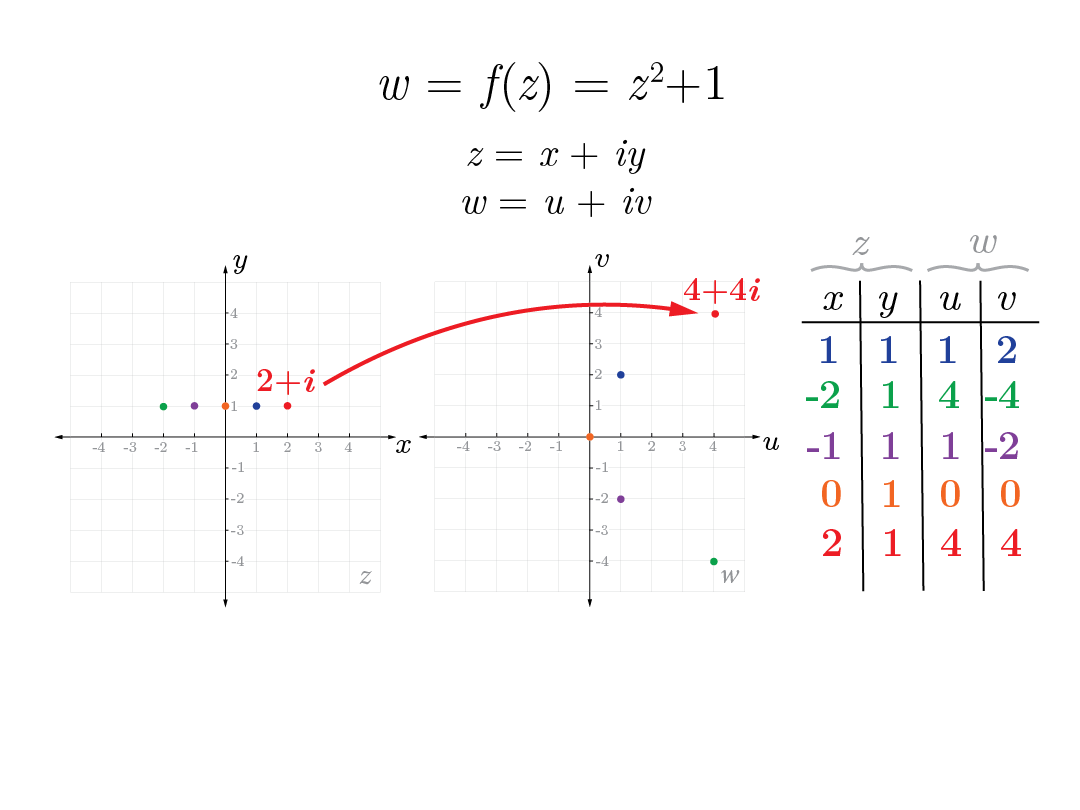 w = f(z) = z²+1
z = x + iy
w = u + iv
z w
y v
4+4i
x y u v
4 4
3 3
2+i 2 2
1 1
-4 -3 -2 -1 1 2 3 4 x -4 -3 -2 -1 1 2 3 4 u
-1 -1
-2 -2
-3 -3
-4 -4
z w
1 1 1 2
-2 1 4 -4
-1 1 1 -2
0 1 0 0
2 1 4 4